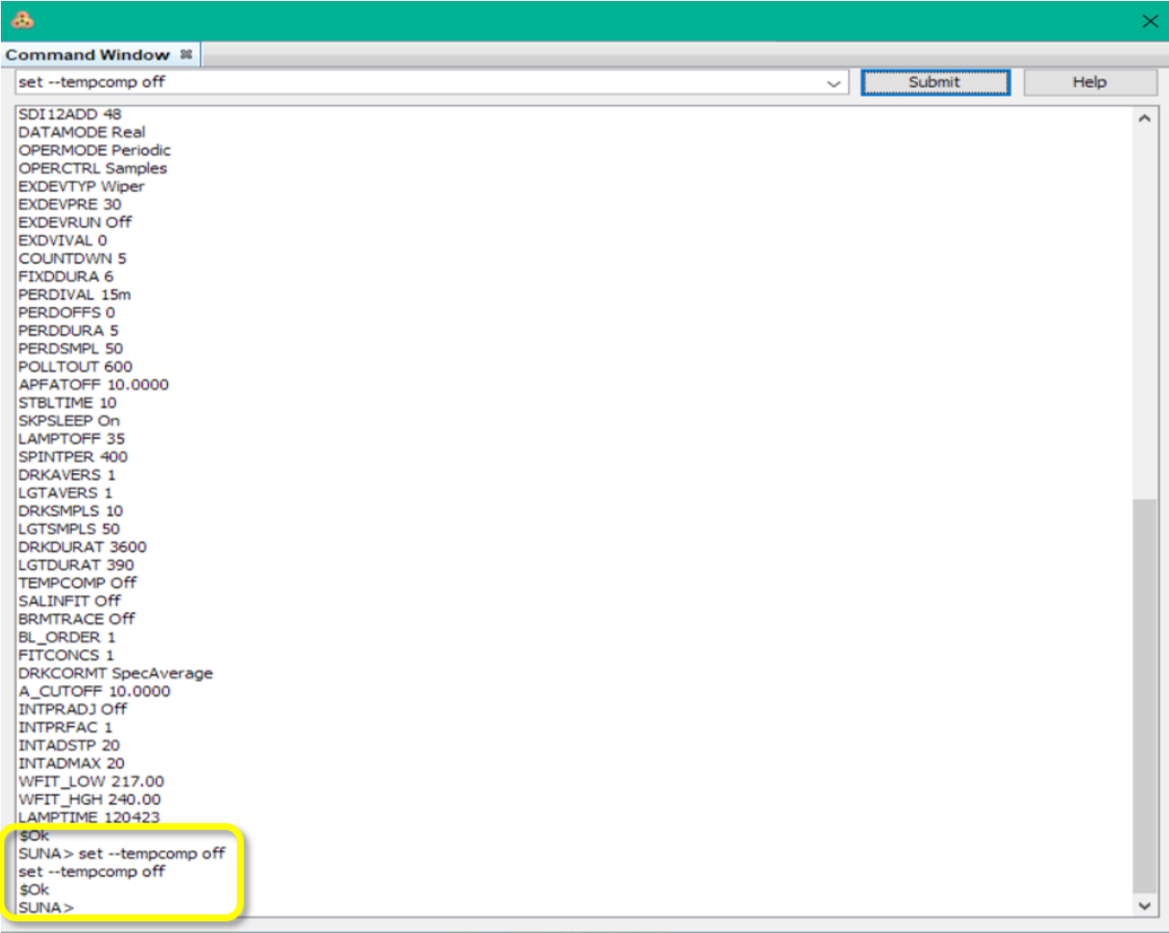 Command Window
set --tempcomp off
Submit
Help
SDI12ADD 48
DATAMODE Real
OPERMODE Periodic
OPERCTRL Samples
EXDEVTYP Wiper
EXDEVPRE 30
EXDEVRUN Off
EXDVIVAL 0
COUNTDWN 5
FIXDDURA 6
PERDIVAL 15m
PERDOFFS 0
PERDDURA 5
PERDSMPL 50
POLLTOUT 600
APFATOFF 10.0000
STBLTIME 10
SKPSLEEP On
LAMPTOFF 35
SPINTPER 400
DRKAVERS 1
LGTAVERS 1
DRKSMPLS 10
LGTSMPLS 50
DRKDURAT 3600
LGTDURAT 390
TEMPCOMP Off
SALINFIT Off
BRMTRACE Off
BL_ORDER 1
FITCONCS 1
DRKCORMT SpecAverage
A_CUTOFF 10.0000
INTPRADJ Off
INTPRFAC 1
INTADSTP 20
INTADMAX 20
WFIT_LOW 217.00
WFIT_HGH 240.00
LAMPTIME 120423
$Ok
SUNA> set --tempcomp off
set --tempcomp off
$Ok
SUNA>